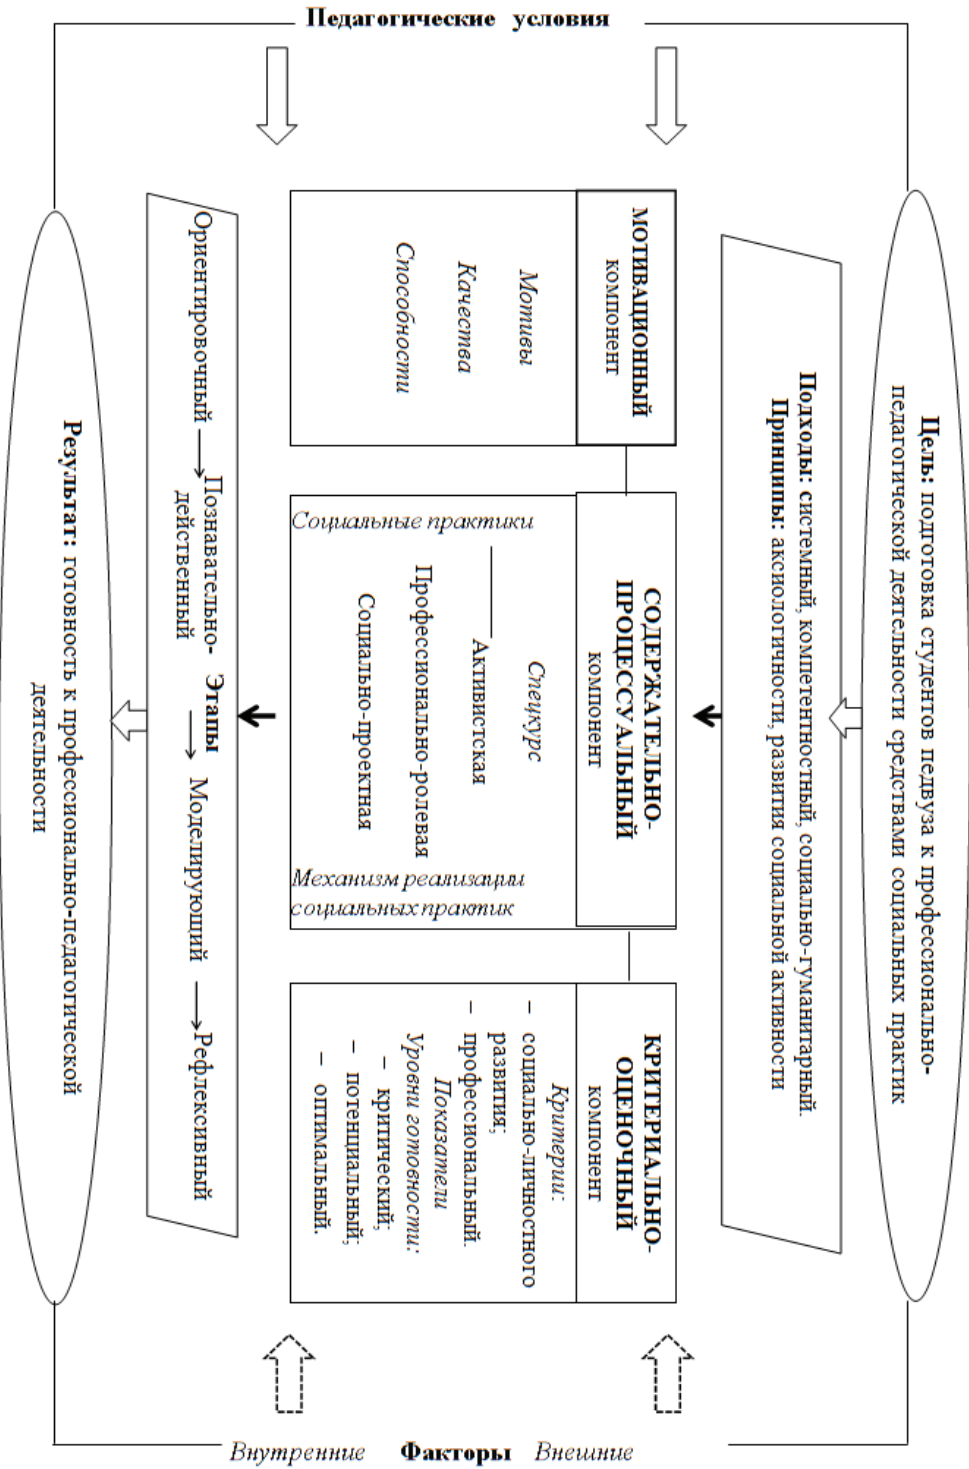 Педагогические условия
Цель: подготовка студентов педвуза к профессионально-
педагогической деятельности средствами социальных практик
Подходы: системный, компетентностный, социально-гуманитарный.
Принципы: аксиологичности, развития социальной активности
МОТИВАЦИОННЫЙ
компонент
Мотивы
Качества
Способности
СОДЕРЖАТЕЛЬНО-
ПРОЦЕССУАЛЬНЫЙ
компонент
Спецкурс
Социальные практики
Активистская
Профессионально-ролевая
Социально-проектная
Механизм реализации
социальных практик
КРИТЕРИАЛЬНО-
ОЦЕНОЧНЫЙ
компонент
Критерии:
– социально-личностного
развития;
– профессиональный.
Показатели
Уровни готовности:
– критический;
– потенциальный;
– оптимальный.
Этапы
Ориентировочный
Познавательно-
действенный
Моделирующий
Рефлексивный
Результат: готовность к профессионально-педагогической
деятельности
Внутренние Факторы Внешние